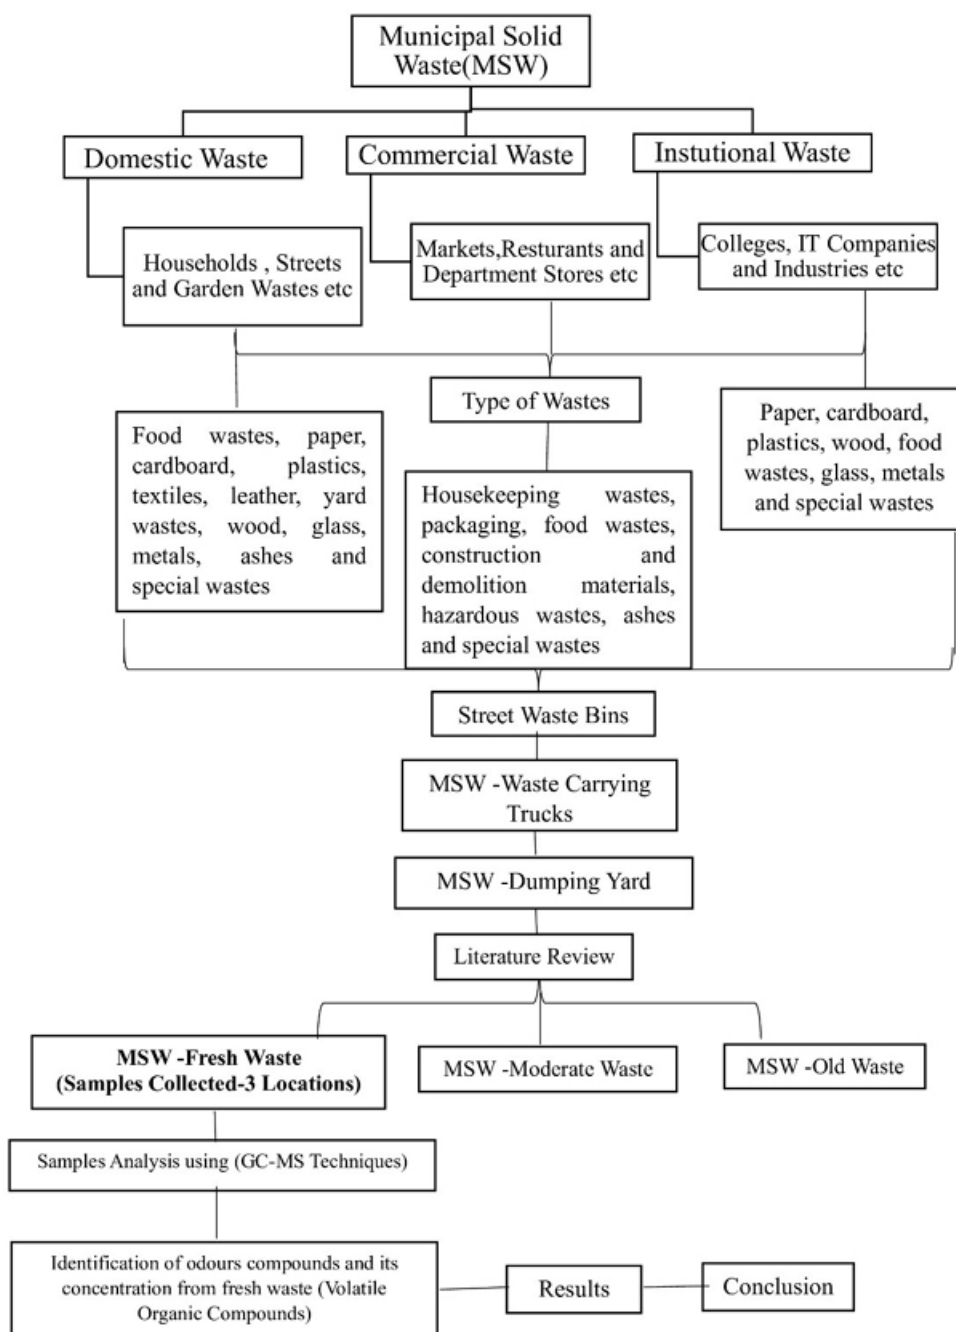 Municipal Solid
Waste(MSW)
Domestic Waste
Commercial Waste
Instutional Waste
Households , Streets
and Garden Wastes etc
Markets,Resturants and
Department Stores etc
Colleges, IT Companies
and Industries etc
Type of Wastes
Food wastes, paper,
cardboard, plastics,
textiles, leather, yard
wastes, wood, glass,
metals, ashes and
special wastes
Housekeeping wastes,
packaging, food wastes,
construction and
demolition materials,
hazardous wastes, ashes
and special wastes
Paper, cardboard,
plastics, wood, food
wastes, glass, metals
and special wastes
Street Waste Bins
MSW -Waste Carrying
Trucks
MSW -Dumping Yard
Literature Review
MSW -Fresh Waste
(Samples Collected-3 Locations)
MSW -Moderate Waste
MSW -Old Waste
Samples Analysis using (GC-MS Techniques)
Identification of odours compounds and its
concentration from fresh waste (Volatile
Organic Compounds)
Results
Conclusion